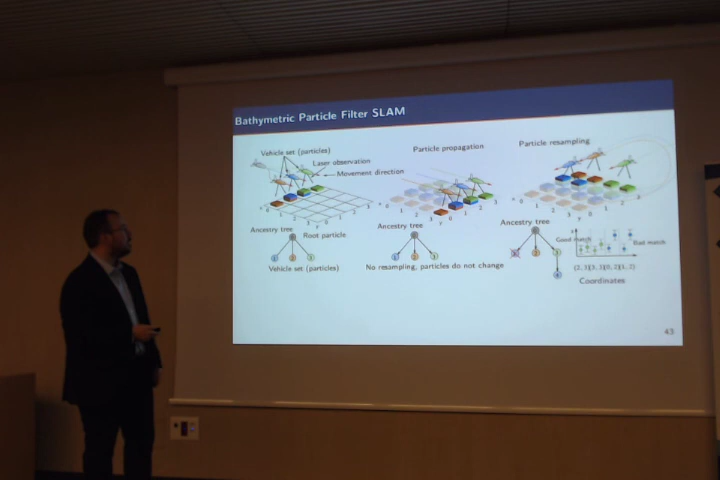 Bathymetric Particle Filter SLAM
Vehicle set (particles)
Laser observation
Movement direction
Ancestry tree
Root particle
Vehicle set (particles)
Particle propagation
Ancestry tree
No resampling, particles do not change
Particle resampling
Ancestry tree
Good match
Bad match
Coordinates
43